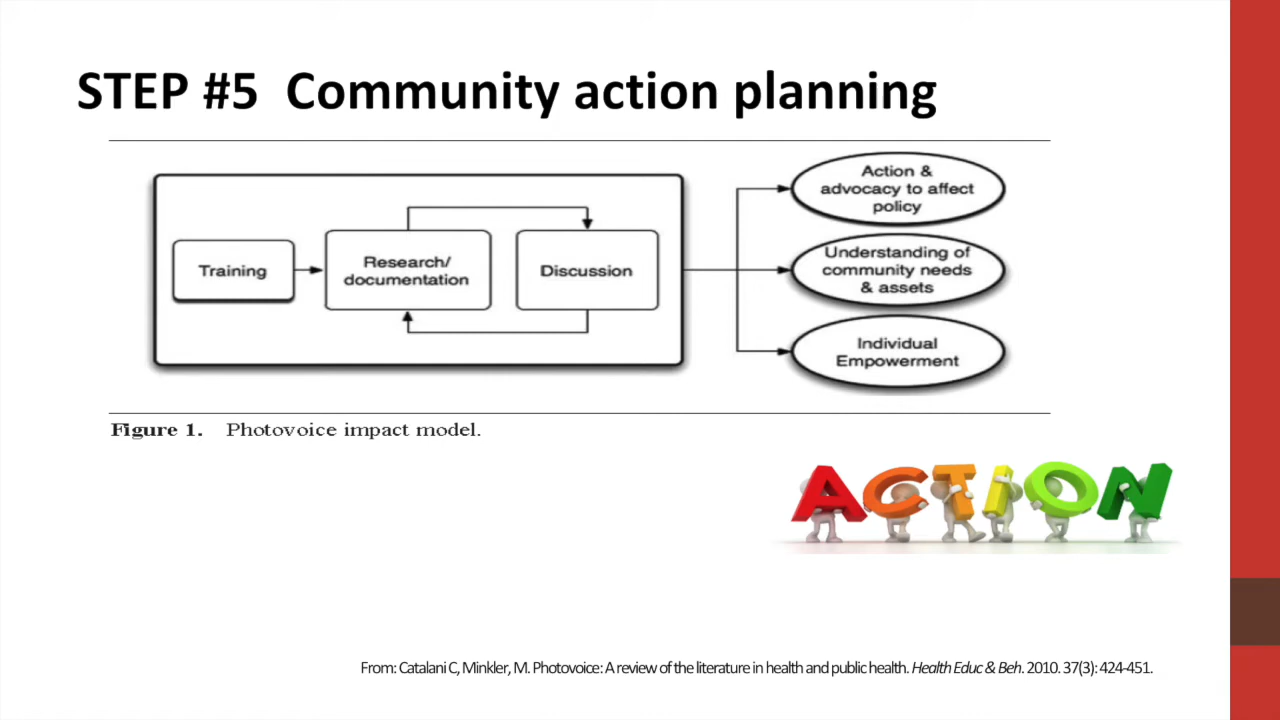 STEP #5 Community action planning
Training
Research/
documentation
Discussion
Action &
advocacy to affect
policy
Understanding of
community needs
& assets
Individual
Empowerment
Figure 1. Photovoice impact model.
ACTION
From: Catalani C, Minkler, M. Photovoice: A review of the literature in health and public health. Health Educ & Beh. 2010. 37(3): 424-451.